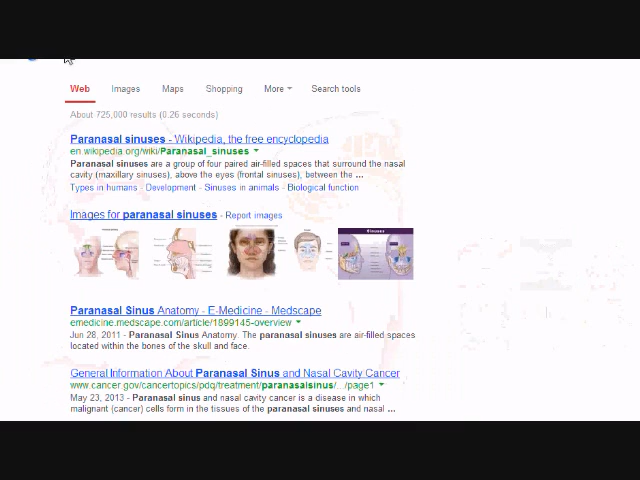 Web Images Maps Shopping More Search tools
About 725,000 results (0.26 seconds)
Paranasal sinuses - Wikipedia, the free encyclopedia
en.wikipedia.org/wiki/Paranasal_sinuses
Paranasal sinuses are a group of four paired air-filled spaces that surround the nasal
cavity (maxillary sinuses), above the eyes (frontal sinuses), between the ...
Types in humans - Development - Sinuses in animals - Biological function
Images for paranasal sinuses - Report images
Sinuses
Paranasal Sinus Anatomy - E-Medicine - Medscape
emedicine.medscape.com/article/1899145-overview
Jun 28, 2011 - Paranasal Sinus Anatomy. The paranasal sinuses are air-filled spaces
located within the bones of the skull and face.
General Information About Paranasal Sinus and Nasal Cavity Cancer
www.cancer.gov/cancertopics/pdq/treatment/paranasalsinus/.../page1
May 23, 2013 - Paranasal sinus and nasal cavity cancer is a disease in which
malignant (cancer) cells form in the tissues of the paranasal sinuses and nasal ...